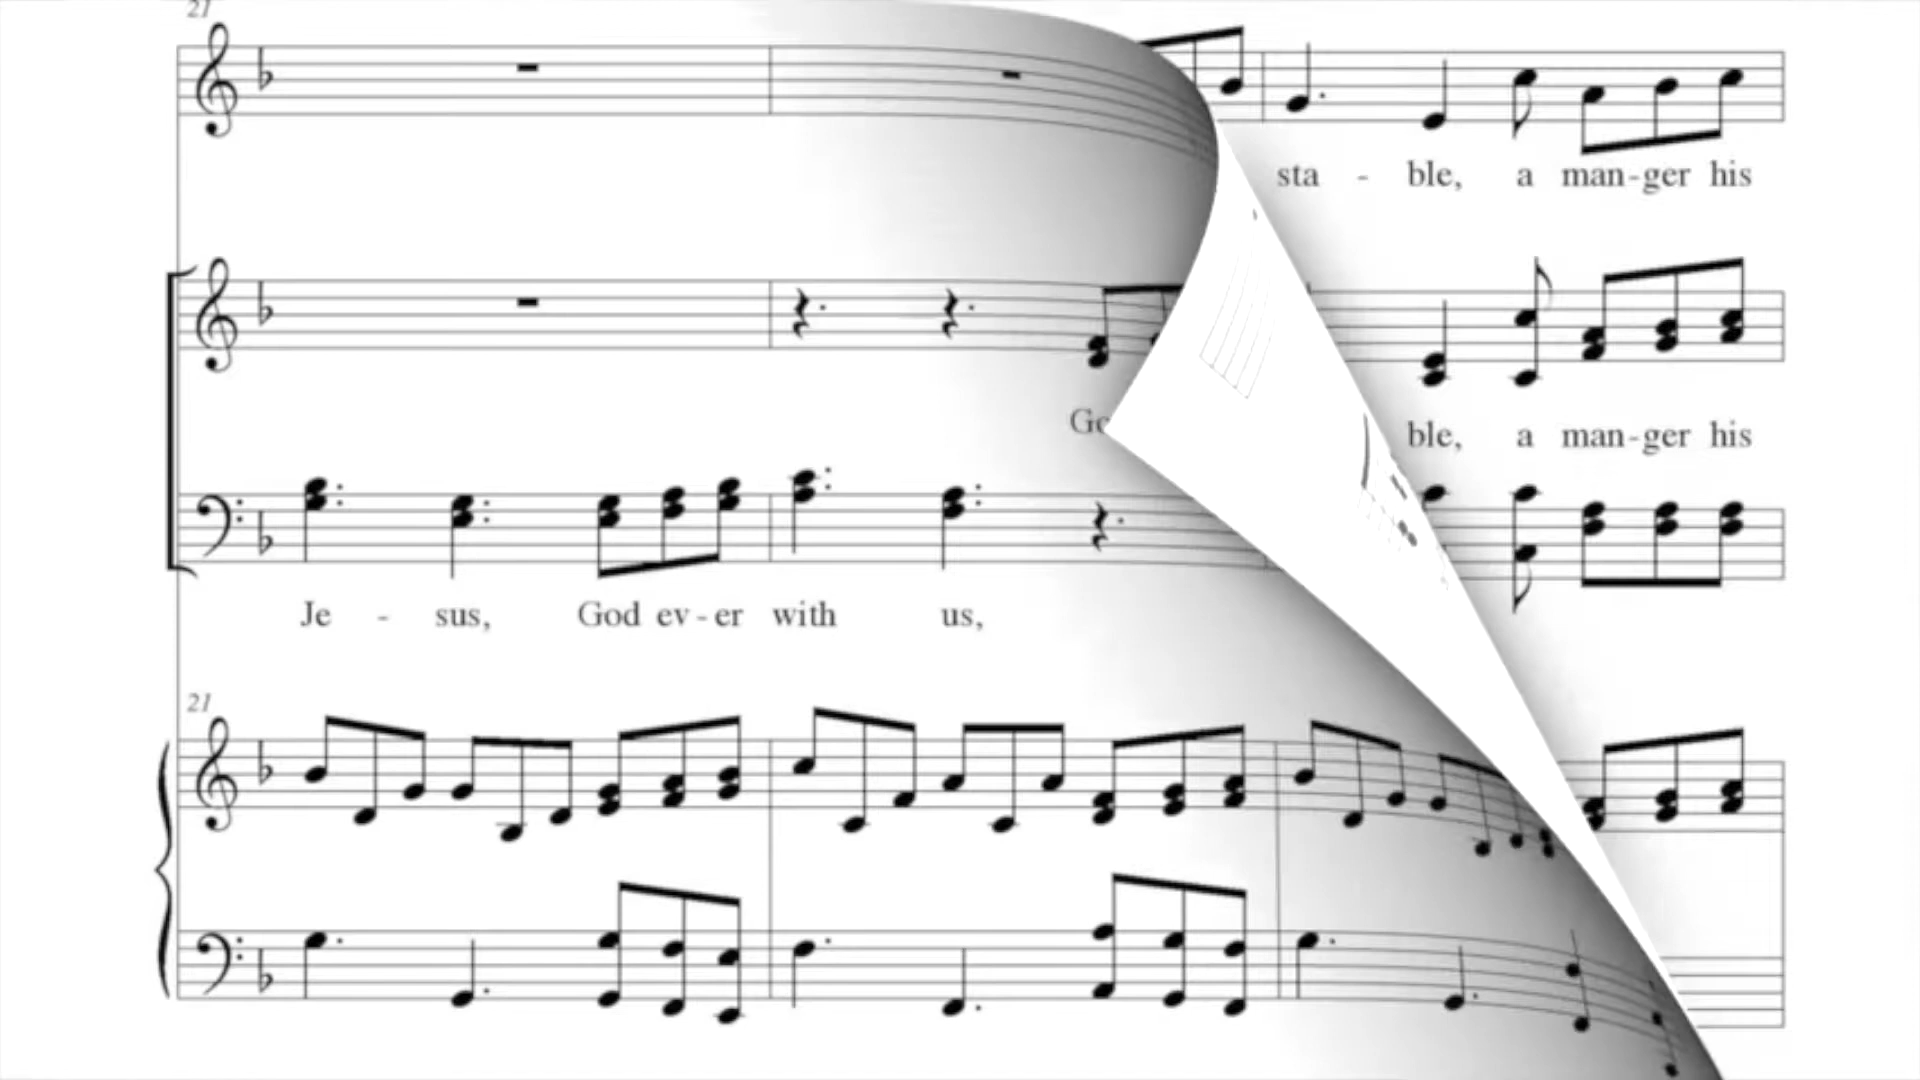 21
sta - ble, a man-ger his
ble, a man-ger his
Je - sus, God ev-er with us,
21